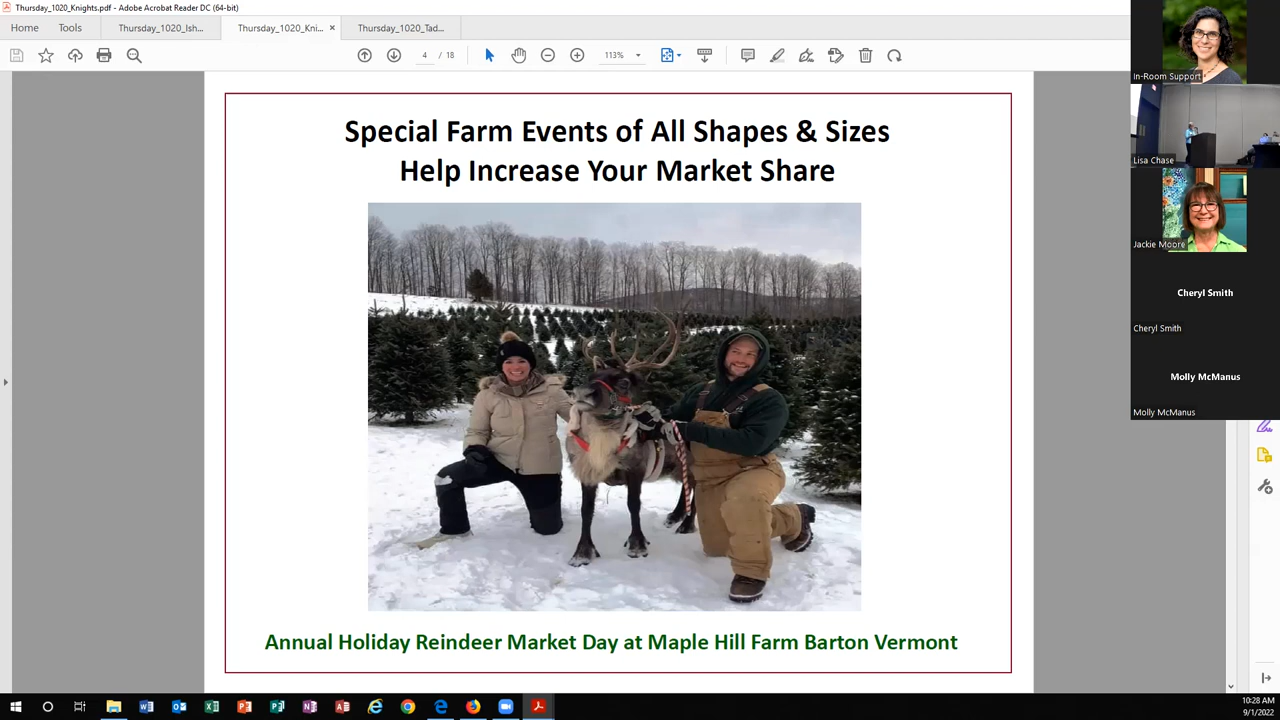 Thursday_1020_Knights.pdf - Adobe Acrobat Reader DC (64-bit)
Home
Tools
Thursday_1020_Ish...
Thursday_1020_Kni...
Thursday_1020_Tad...
4 / 18
113%
Special Farm Events of All Shapes & Sizes
Help Increase Your Market Share
Annual Holiday Reindeer Market Day at Maple Hill Farm Barton Vermont
In-Room Support
Lisa Chase
Jackie Moore
Cheryl Smith
Cheryl Smith
Molly McManus
Molly McManus
10:28 AM
9/1/2022